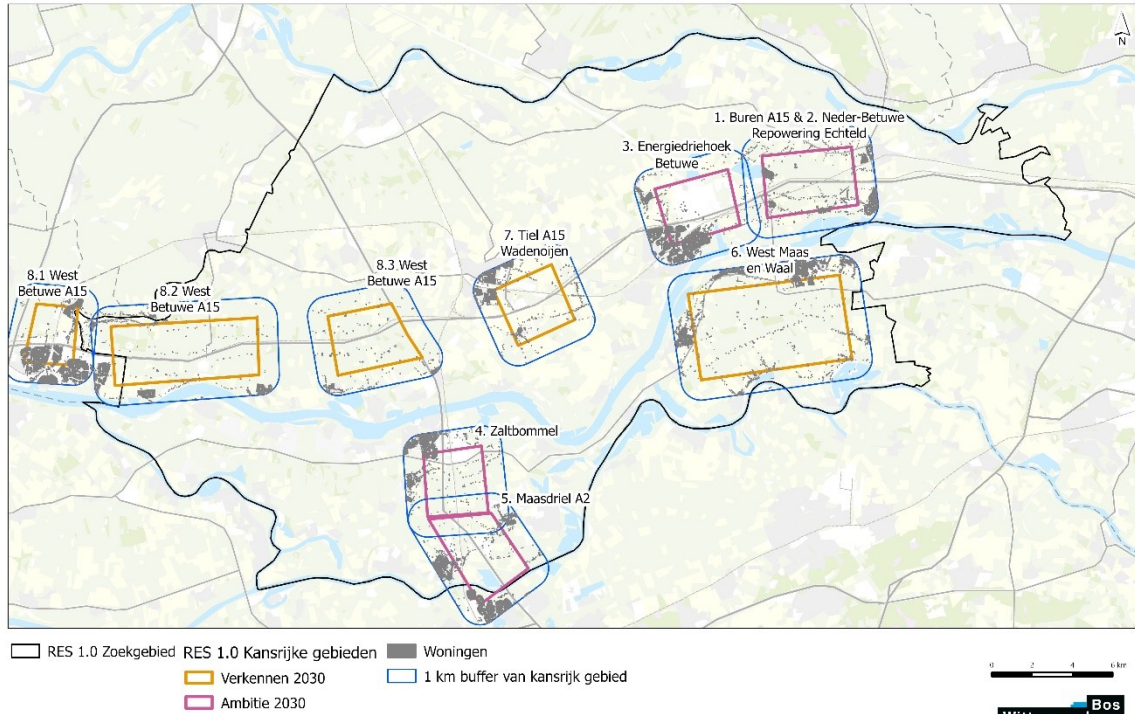 N
1. Buren A15 & 2. Neder-Betuwe
Repowering Echteld
3. Energiedriehoek
Betuwe
7. Tiel A15
Wadenoijën
6. West Maas
en Waal
8.1 West
Betuwe A15
8.2 West
Betuwe A15
8.3 West
Betuwe A15
4. Zaltbommel
5. Maasdriel A2
RES 1.0 Zoekgebied
RES 1.0 Kansrijke gebieden
Verkennen 2030
Ambitie 2030
Woningen
1 km buffer van kansrijk gebied
0 2 4 6 km
Bos